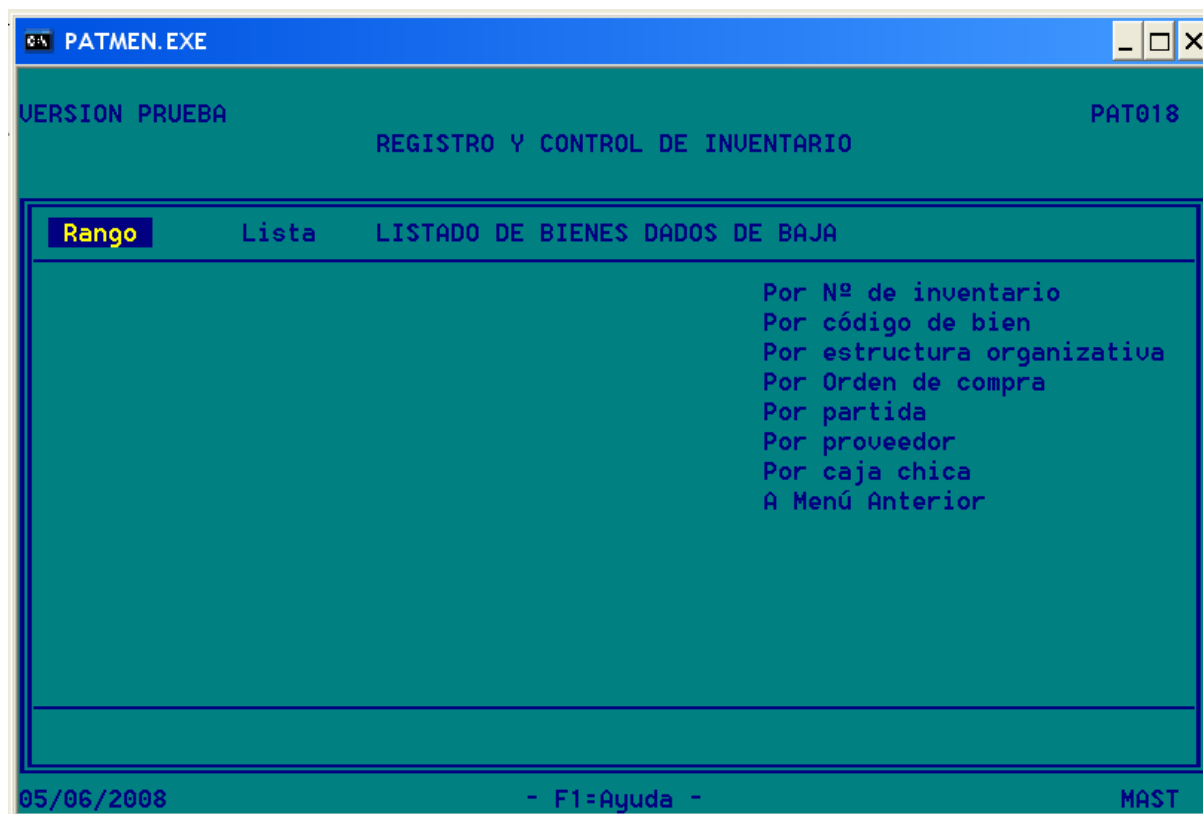 PATMEN.EXE
VERSION PRUEBA PAT018
REGISTRO Y CONTROL DE INVENTARIO
Rango Lista LISTADO DE BIENES DADOS DE BAJA
Por Nº de inventario
Por código de bien
Por estructura organizativa
Por Orden de compra
Por partida
Por proveedor
Por caja chica
A Menú Anterior
05/06/2008 - F1=Ayuda - MAST